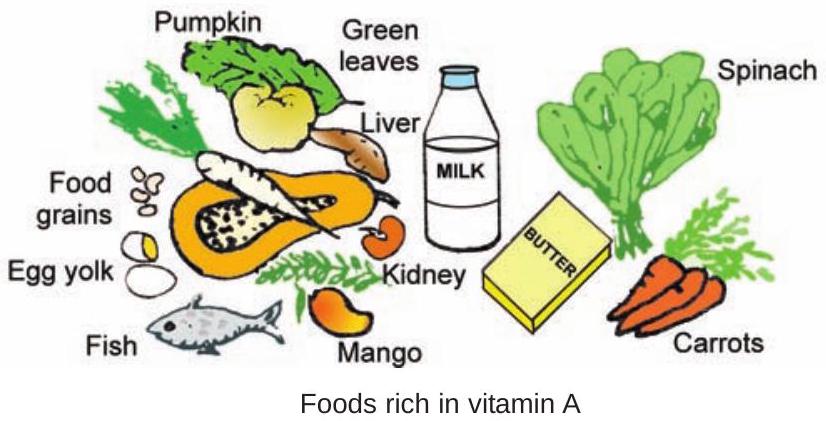 Pumpkin
Green
leaves
Spinach
Liver
MILK
Food
grains
BUTTER
Egg yolk
Kidney
Fish
Mango
Carrots
Foods rich in vitamin A